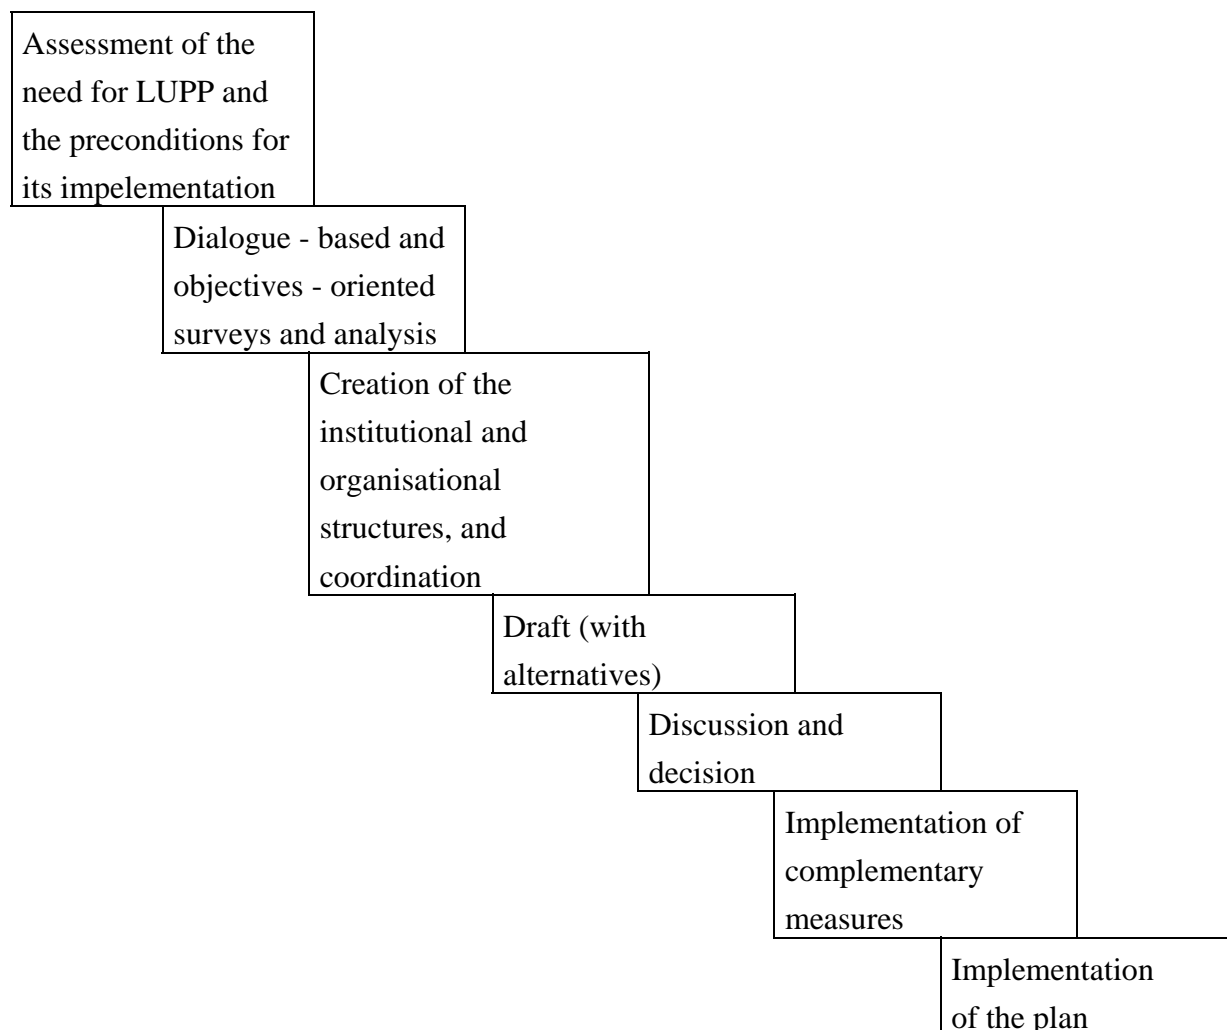 Assessment of the
need for LUPP and
the preconditions for
its impelementation
Dialogue - based and
objectives - oriented
surveys and analysis
Creation of the
institutional and
organisational
structures, and
coordination
Draft (with
alternatives)
Discussion and
decision
Implementation of
complementary
measures
Implementation
of the plan